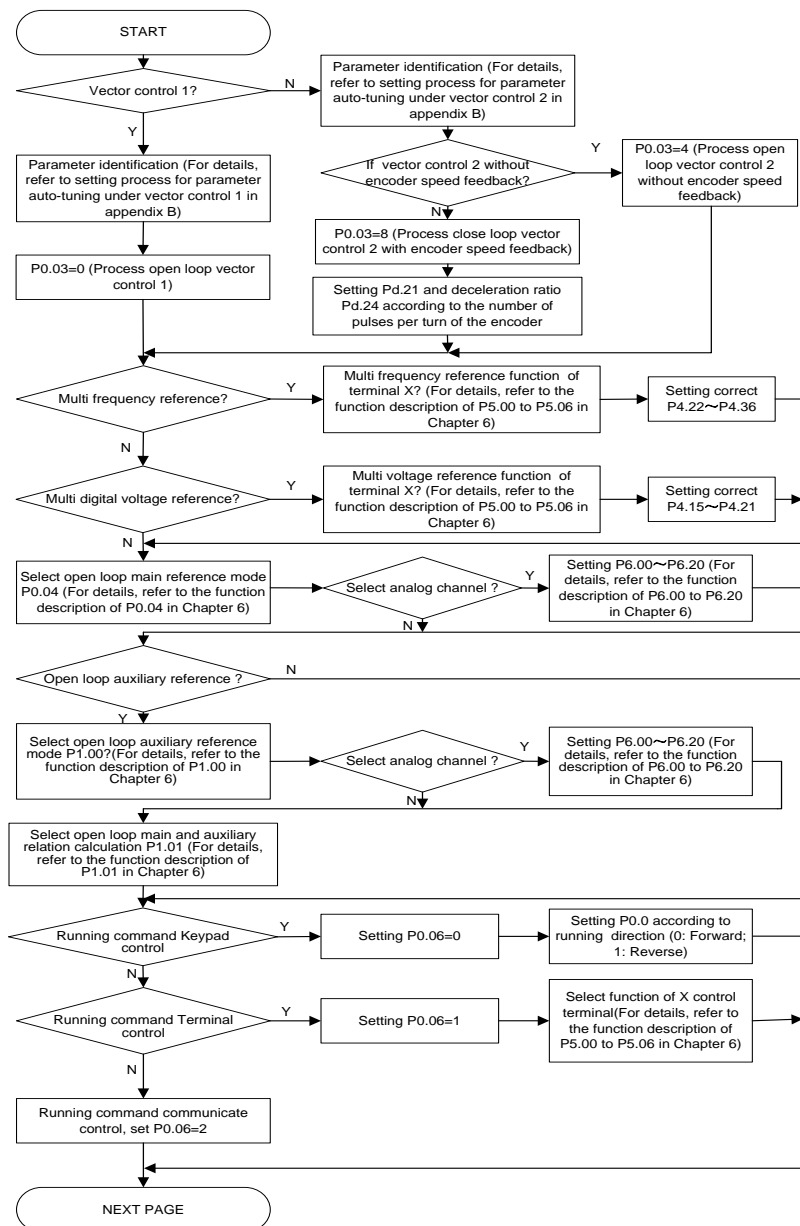 START
Vector control 1?
N
Parameter identification (For details,
refer to setting process for parameter
auto-tuning under vector control 2 in
appendix B)
Y
Parameter identification (For details,
refer to setting process for parameter
auto-tuning under vector control 1 in
appendix B)
If vector control 2 without
encoder speed feedback?
Y
P0.03=4 (Process open
loop vector control 2
without encoder speed
feedback)
N
P0.03=8 (Process close loop vector
control 2 with encoder speed feedback)
P0.03=0 (Process open loop vector
control 1)
Setting Pd.21 and deceleration ratio
Pd.24 according to the number of
pulses per turn of the encoder
Multi frequency reference?
Y
Multi frequency reference function of
terminal X? (For details, refer to the
function description of P5.00 to P5.06 in
Chapter 6)
Setting correct
P4.22～P4.36
N
Multi digital voltage reference?
Y
Multi voltage reference function of
terminal X? (For details, refer to the
function description of P5.00 to P5.06 in
Chapter 6)
Setting correct
P4.15～P4.21
N
Select open loop main reference mode
P0.04 (For details, refer to the function
description of P0.04 in Chapter 6)
Select analog channel ?
Y
Setting P6.00～P6.20 (For
details, refer to the function
description of P6.00 to P6.20
in Chapter 6)
N
Open loop auxiliary reference ?
N
Y
Select open loop auxiliary reference
mode P1.00?(For details, refer to the
function description of P1.00 in
Chapter 6)
Select analog channel ?
Y
Setting P6.00～P6.20 (For
details, refer to the function
description of P6.00 to P6.20
in Chapter 6)
N
Select open loop main and auxiliary
relation calculation P1.01 (For details,
refer to the function description of
P1.01 in Chapter 6)
Running command Keypad
control
Y
Setting P0.06=0
Setting P0.0 according to
running direction (0: Forward;
1: Reverse)
N
Running command Terminal
control
Y
Setting P0.06=1
Select function of X control
terminal(For details, refer to
the function description of
P5.00 to P5.06 in Chapter 6)
N
Running command communicate
control, set P0.06=2
NEXT PAGE